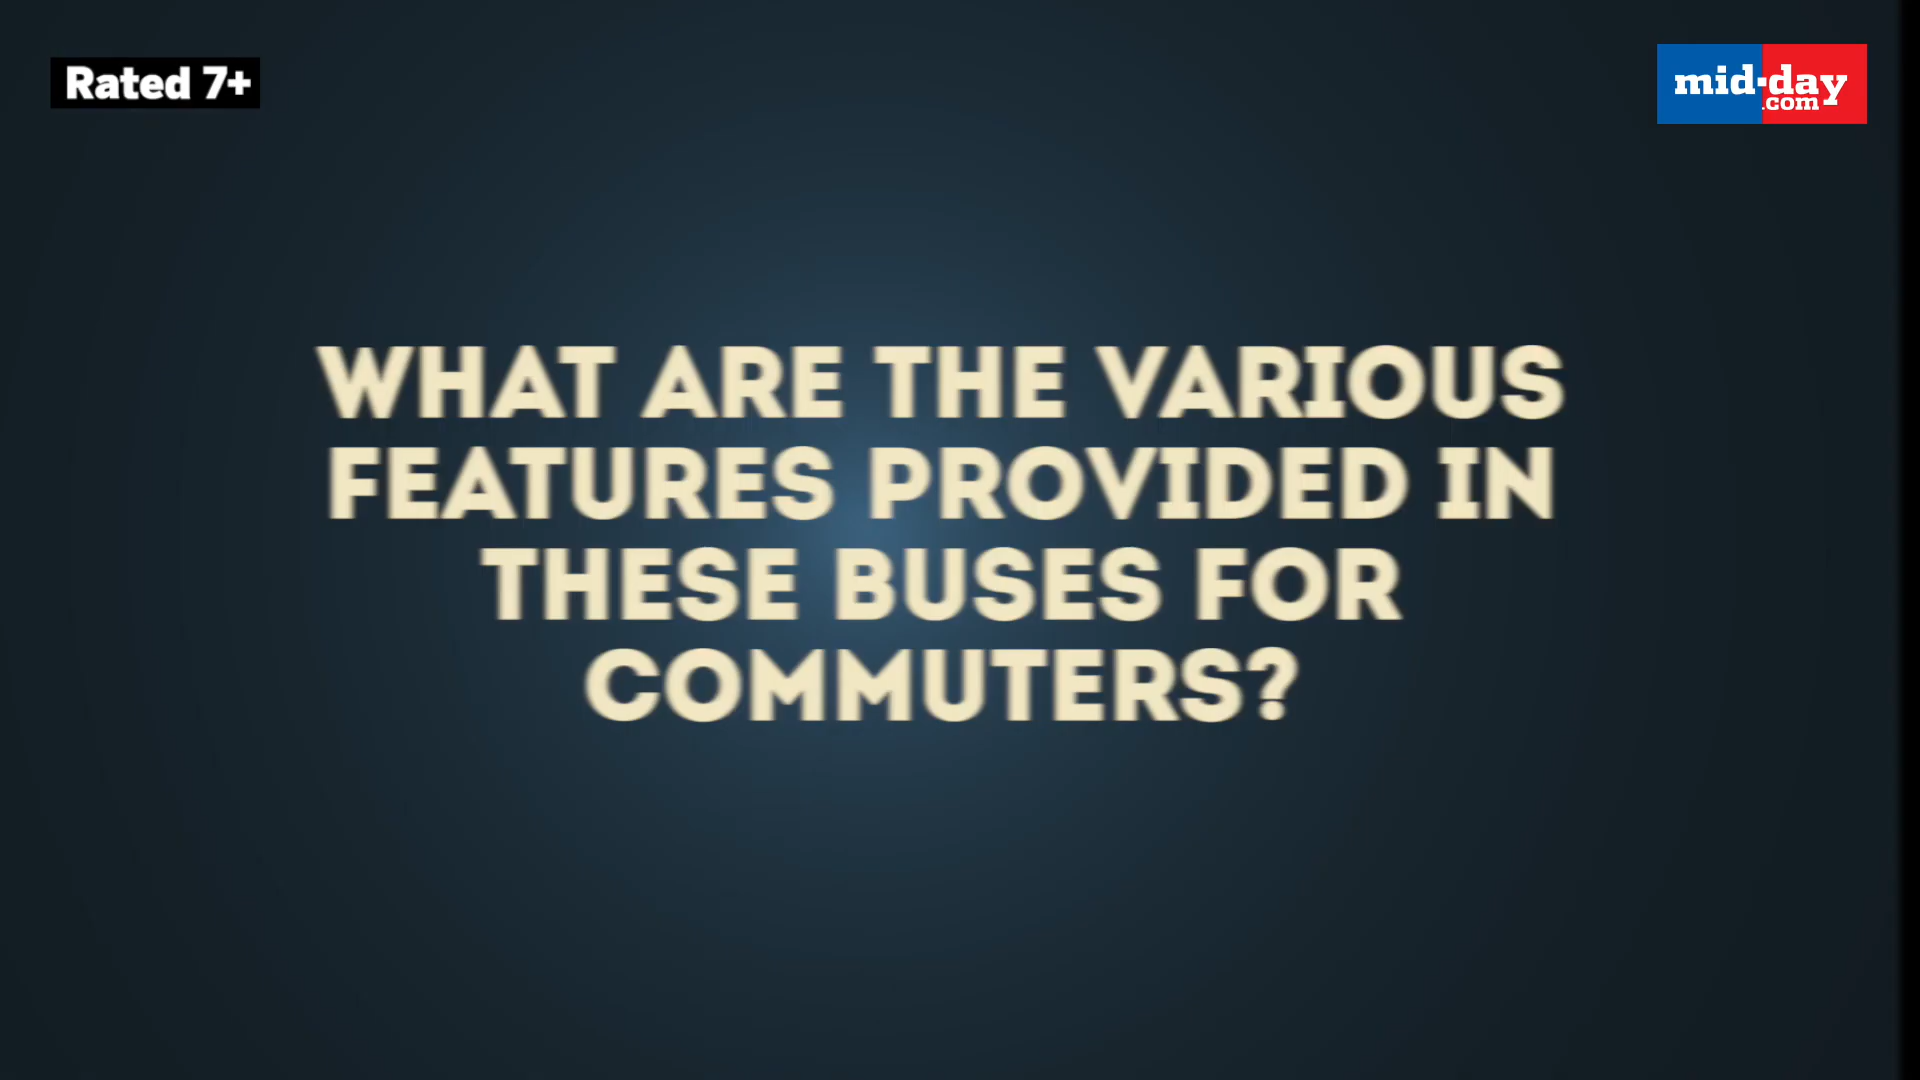 Rated 7+
mid-day
.com
WHAT ARE THE VARIOUS
FEATURES PROVIDED IN
THESE BUSES FOR
COMMUTERS?